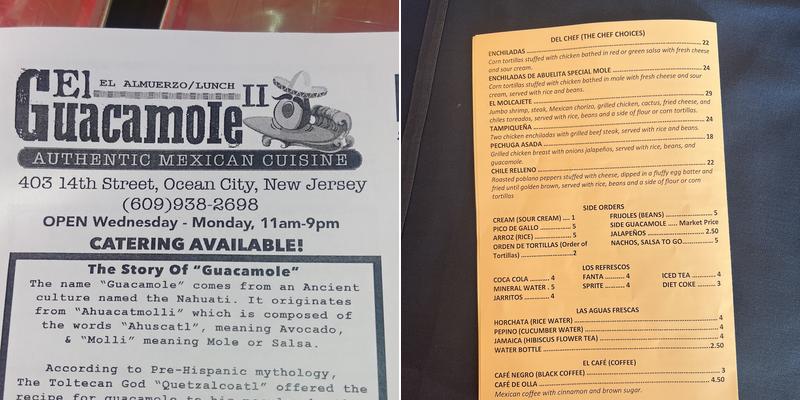 El
EL ALMUERZO/LUNCH
Guacamole II
AUTHENTIC MEXICAN CUISINE
403 14th Street, Ocean City, New Jersey
(609)938-2698
OPEN Wednesday - Monday, 11am-9pm
CATERING AVAILABLE!
The Story Of "Guacamole"
The name "Guacamole" comes from an Ancient
culture named the Nahuati. It originates
from "Ahuacatmolli" which is composed of
the words "Ahuscatl", meaning Avocado,
& "Molli" meaning Mole or Salsa.
According to Pre-Hispanic mythology,
The Toltecan God "Quetzalcoatl" offered the
recipe for guacamole to his
DEL CHEF (THE CHEF CHOICES)
ENCHILADAS 22
Corn tortillas stuffed with chicken bathed in red or green salsa with fresh cheese
and sour cream.
ENCHILADAS DE ABUELITA SPECIAL MOLE 24
Corn tortillas stuffed with chicken bathed in mole with fresh cheese and sour
cream, served with rice and beans.
EL MOLCAJETE 29
Jumbo shrimp, steak, Mexican chorizo, grilled chicken, cactus, fried cheese, and
chiles toreados, served with rice, beans and a side of flour or corn tortillas.
TAMPIQUEÑA 24
Two chicken enchiladas with grilled beef steak, served with rice and beans.
PECHUGA ASADA 18
Grilled chicken breast with onions jalapeños, served with rice, beans, and
guacamole.
CHILE RELLENO 22
Roasted poblano peppers stuffed with cheese, dipped in a fluffy egg batter and
fried until golden brown, served with rice, beans and a side of flour or corn
tortillas
SIDE ORDERS
CREAM (SOUR CREAM) .... 1
PICO DE GALLO 5
ARROZ (RICE) 5
ORDEN DE TORTILLAS (Order of
Tortillas) 2
FRIJOLES (BEANS) 5
SIDE GUACAMOLE ..... Market Price
JALAPEÑOS 2.50
NACHOS, SALSA TO GO 5
LOS REFRESCOS
COCA COLA 4
MINERAL WATER . 5
JARRITOS 4
FANTA 4
SPRITE 4
ICED TEA 4
DIET COKE 3
LAS AGUAS FRESCAS
HORCHATA (RICE WATER) 4
PEPINO (CUCUMBER WATER) 4
JAMAICA (HIBISCUS FLOWER TEA) 4
WATER BOTTLE 2.50
EL CAFÉ (COFFEE)
CAFÉ NEGRO (BLACK COFFEE) 3
CAFÉ DE OLLA 4.50
Mexican coffee with cinnamon and brown sugar.